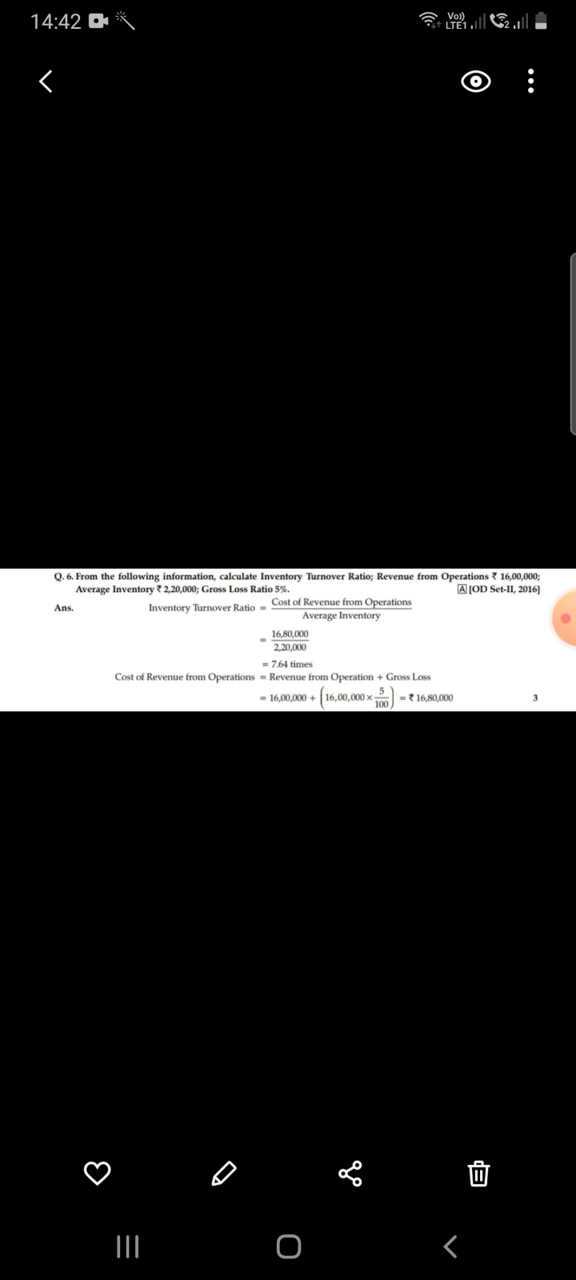 14:42
Vo)) LTE1 2
Q. 6. From the following information, calculate Inventory Turnover Ratio; Revenue from Operations ₹ 16,00,000;
Average Inventory ₹ 2,20,000; Gross Loss Ratio 5%. A [OD Set-II, 2016]
Ans. Inventory Turnover Ratio = Cost of Revenue from Operations
Average Inventory
= 16,80,000
2,20,000
= 7.64 times
Cost of Revenue from Operations = Revenue from Operation + Gross Loss
= 16,00,000 + (16,00,000 × 5/100) = ₹ 16,80,000 3